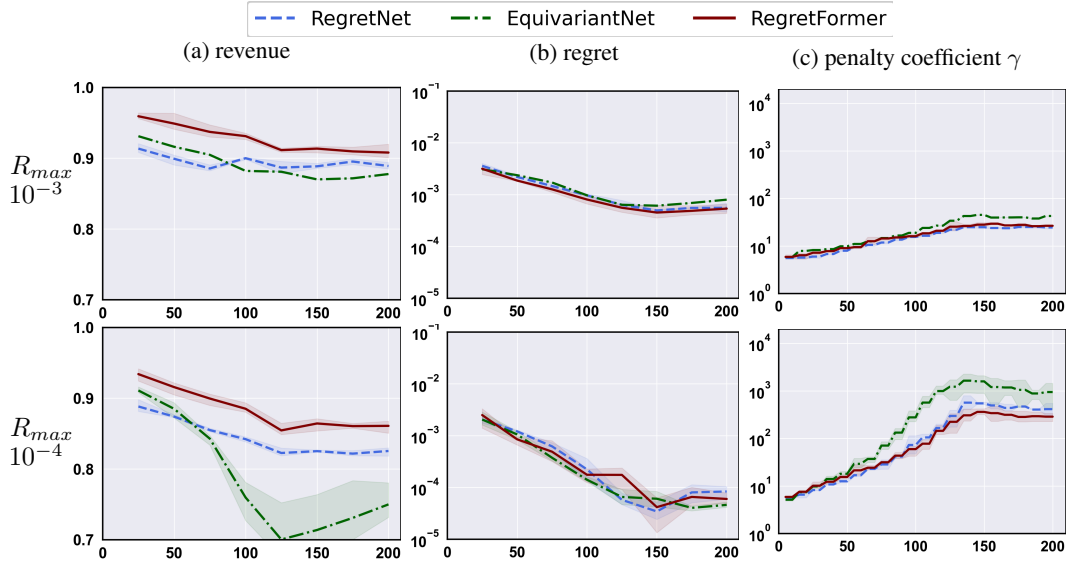 RegretNet EquivariantNet RegretFormer
(a) revenue
(b) regret
(c) penalty coefficient γ
R_max
10^{-3}
1.0
0.9
0.8
0.7
0 50 100 150 200
10^{-1}
10^{-2}
10^{-3}
10^{-4}
10^{-5}
0 50 100 150 200
10^4
10^3
10^2
10^1
10^0
0 50 100 150 200
R_max
10^{-4}
1.0
0.9
0.8
0.7
0 50 100 150 200
10^{-1}
10^{-2}
10^{-3}
10^{-4}
10^{-5}
0 50 100 150 200
10^4
10^3
10^2
10^1
10^0
0 50 100 150 200